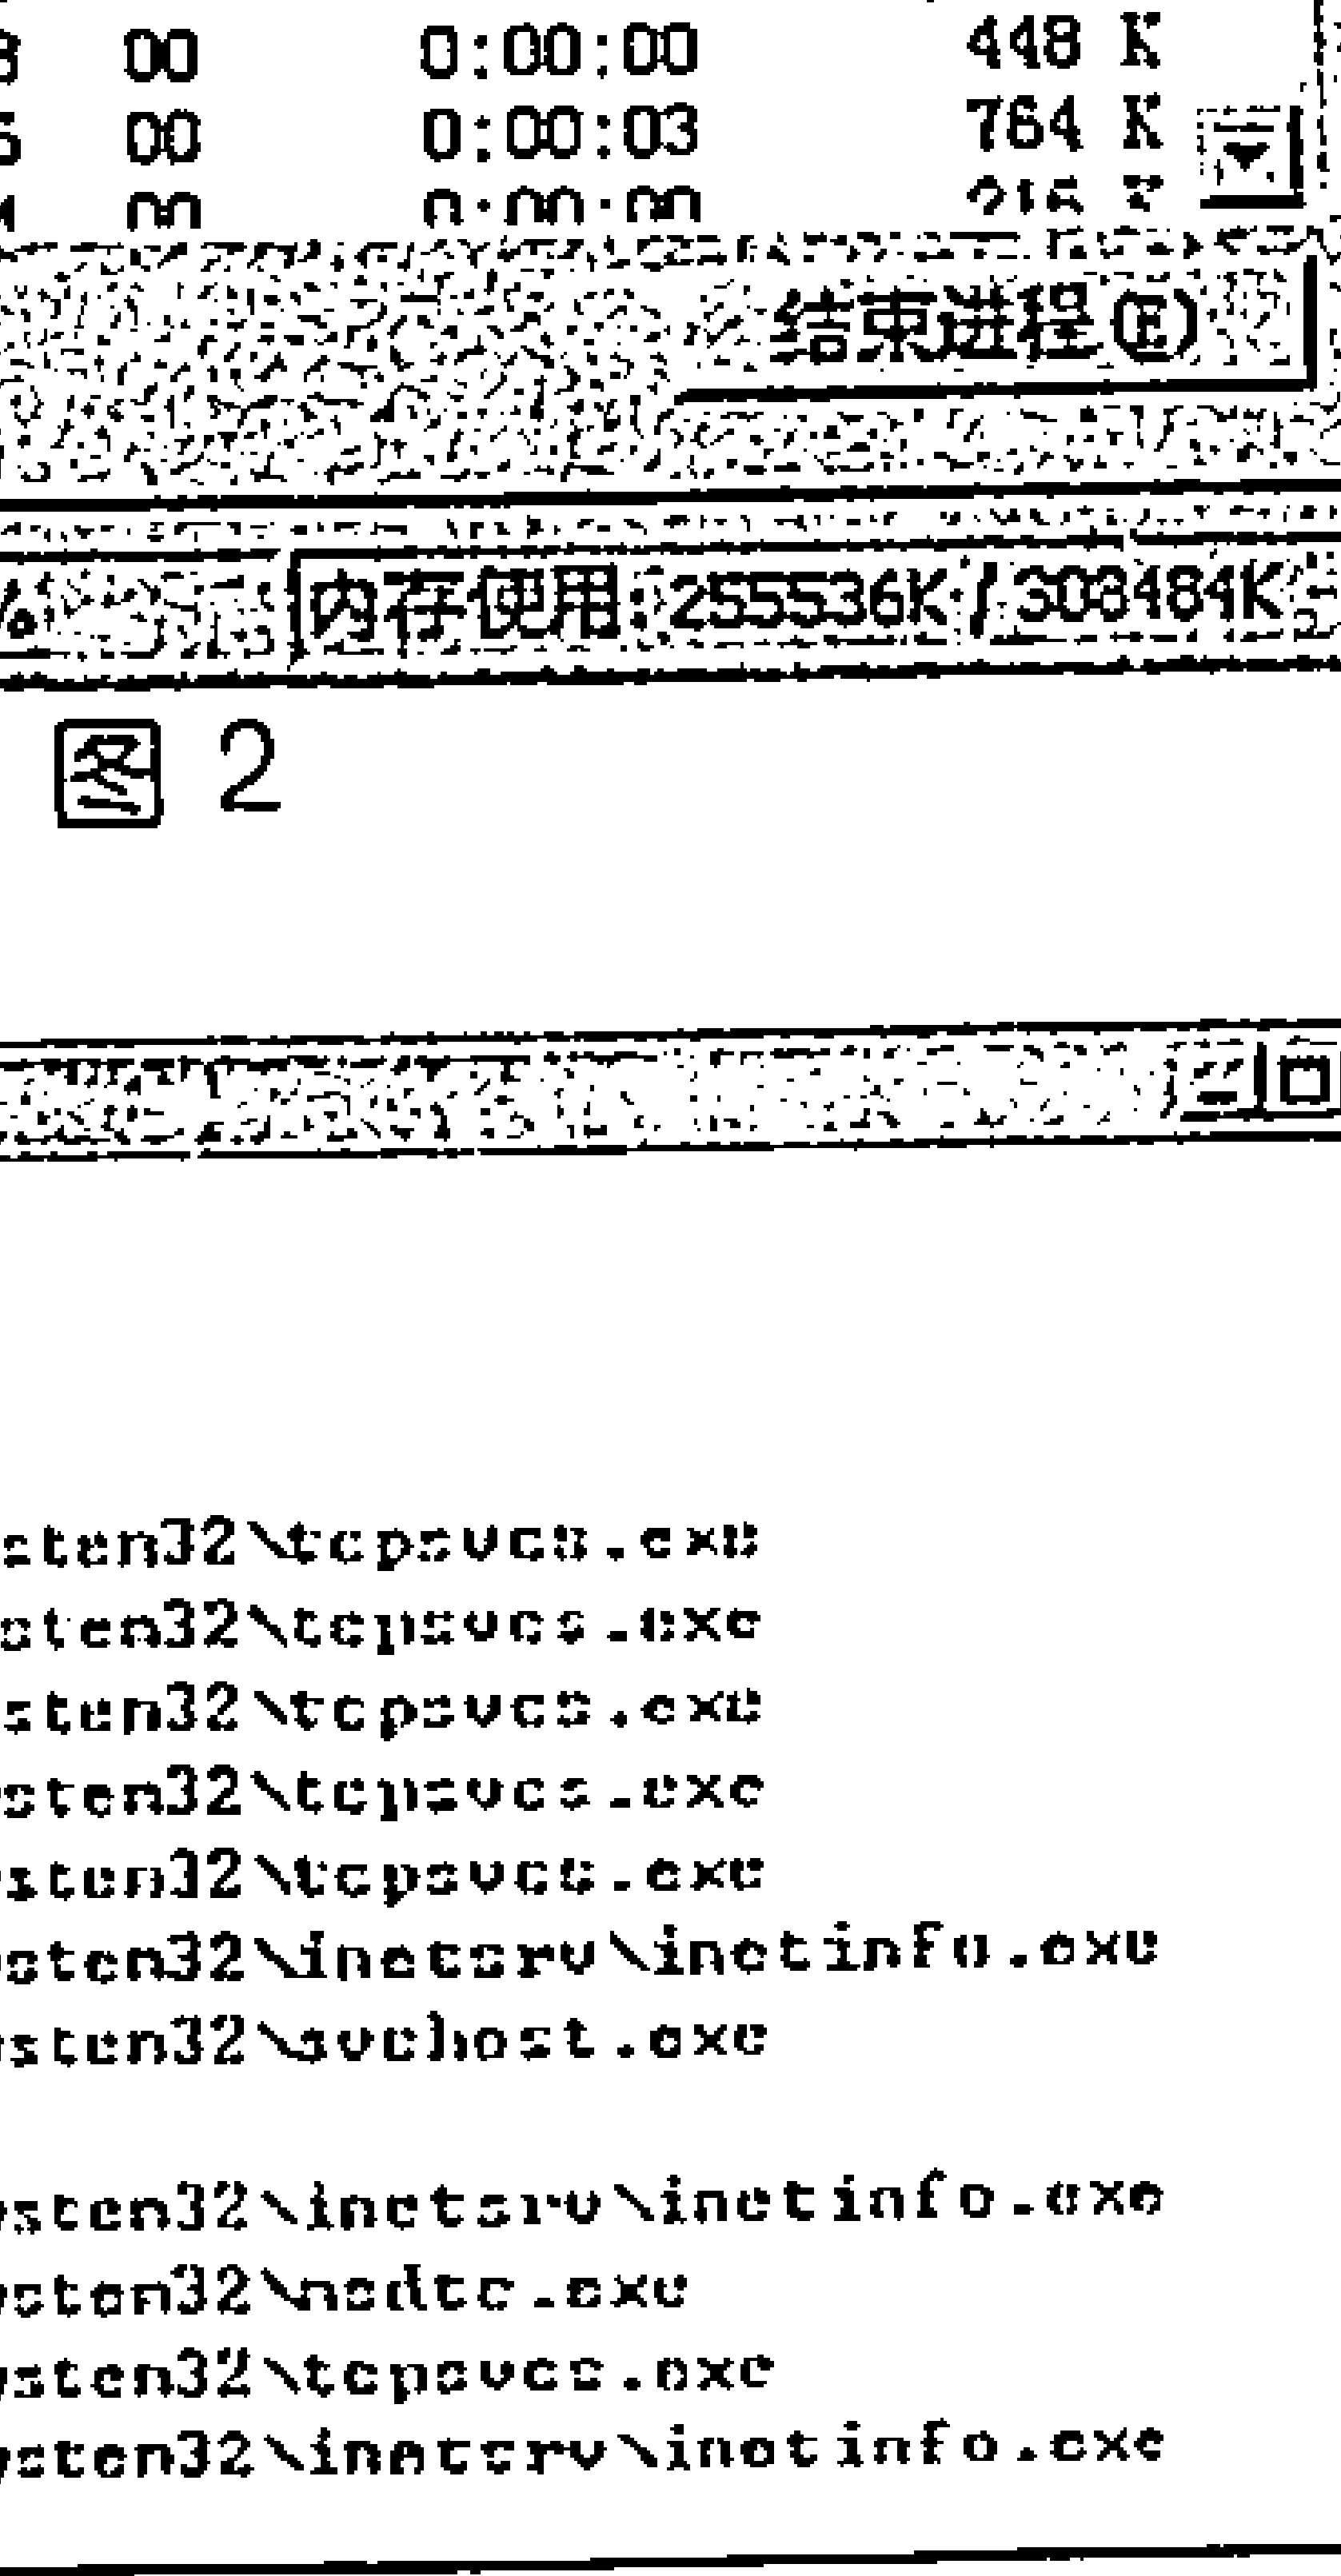 00 0:00:00 448 K
00 0:00:03 764 K
结束进程(E)
内存使用:255536K / 308484K
图 2
sten32\tcpsvcs.exe
sten32\tcpsvcs.exe
sten32\tcpsvcs.exe
sten32\tcpsvcs.exe
sten32\tcpsvcs.exe
sten32\inetsrv\inetinfo.exe
sten32\svchost.exe
sten32\inetsrv\inetinfo.exe
sten32\msdtc.exe
sten32\tcpsvcs.exe
sten32\inetsrv\inetinfo.exe